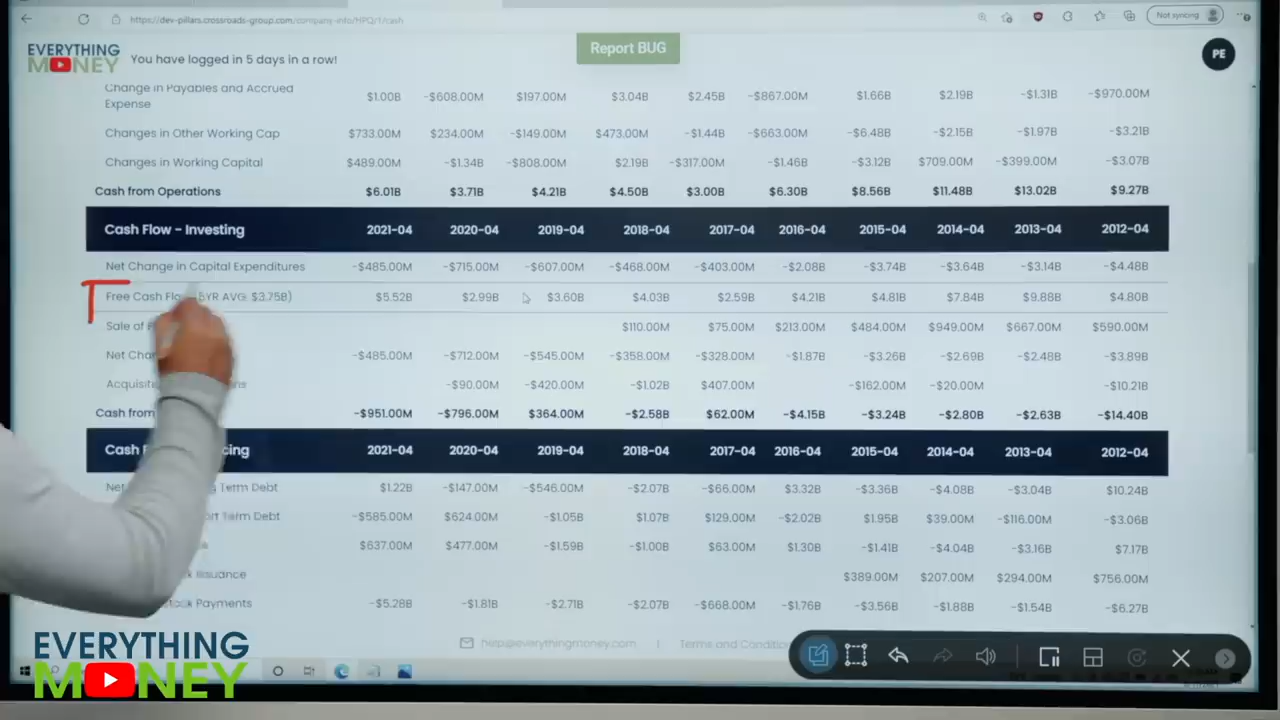 https://dev-pillars.crossroads-group.com/company-info/HPQ/1/cash
Not syncing
EVERYTHING
MONEY
You have logged in 5 days in a row!
Report BUG
PE
Change in Payables and Accrued
Expense $1.00B -$608.00M $197.00M $3.04B $2.45B -$867.00M $1.66B $2.19B -$1.31B -$970.00M
Changes in Other Working Cap $733.00M $234.00M -$149.00M $473.00M -$1.44B -$663.00M -$6.48B -$2.15B -$1.97B -$3.21B
Changes in Working Capital $489.00M -$1.34B -$808.00M $2.19B -$317.00M -$1.46B -$3.12B $709.00M -$399.00M -$3.07B
Cash from Operations $6.01B $3.71B $4.21B $4.50B $3.00B $6.30B $8.56B $11.48B $13.02B $9.27B
Cash Flow - Investing 2021-04 2020-04 2019-04 2018-04 2017-04 2016-04 2015-04 2014-04 2013-04 2012-04
Net Change in Capital Expenditures -$485.00M -$715.00M -$607.00M -$468.00M -$403.00M -$2.08B -$3.74B -$3.64B -$3.14B -$4.48B
Free Cash Flo 5YR AVG: $3.75B) $5.52B $2.99B $3.60B $4.03B $2.59B $4.21B $4.81B $7.84B $9.88B $4.80B
Sale of $110.00M $75.00M $213.00M $484.00M $949.00M $667.00M $590.00M
Net Chan -$485.00M -$712.00M -$545.00M -$358.00M -$328.00M -$1.87B -$3.26B -$2.69B -$2.48B -$3.89B
Acquisiti ns -$90.00M -$420.00M -$1.02B $407.00M -$162.00M -$20.00M -$10.21B
Cash from -$951.00M -$796.00M $364.00M -$2.58B $62.00M -$4.15B -$3.24B -$2.80B -$2.63B -$14.40B
Cash F cing 2021-04 2020-04 2019-04 2018-04 2017-04 2016-04 2015-04 2014-04 2013-04 2012-04
Net Term Debt $1.22B -$147.00M -$546.00M -$2.07B -$66.00M $3.32B -$3.36B -$4.08B -$3.04B $10.24B
ort Term Debt -$585.00M $624.00M -$1.05B $1.07B $129.00M -$2.02B $1.95B $39.00M -$116.00M -$3.06B
$637.00M $477.00M -$1.59B -$1.00B $63.00M $1.30B -$1.41B -$4.04B -$3.16B $7.17B
k Issuance $389.00M $207.00M $294.00M $756.00M
tock Payments -$5.28B -$1.81B -$2.71B -$2.07B -$668.00M -$1.76B -$3.56B -$1.88B -$1.54B -$6.27B
help@everythingmoney.com | Terms and Conditio
EVERYTHING
MONEY